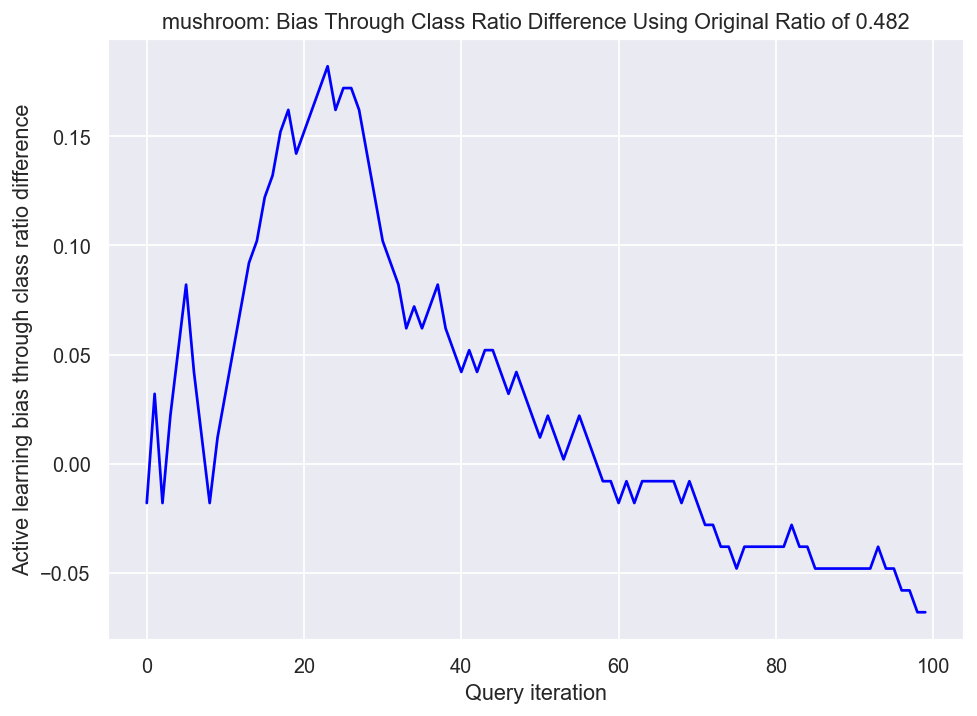 mushroom: Bias Through Class Ratio Difference Using Original Ratio of 0.482
Active learning bias through class ratio difference
0.15
0.10
0.05
0.00
−0.05
0 20 40 60 80 100
Query iteration